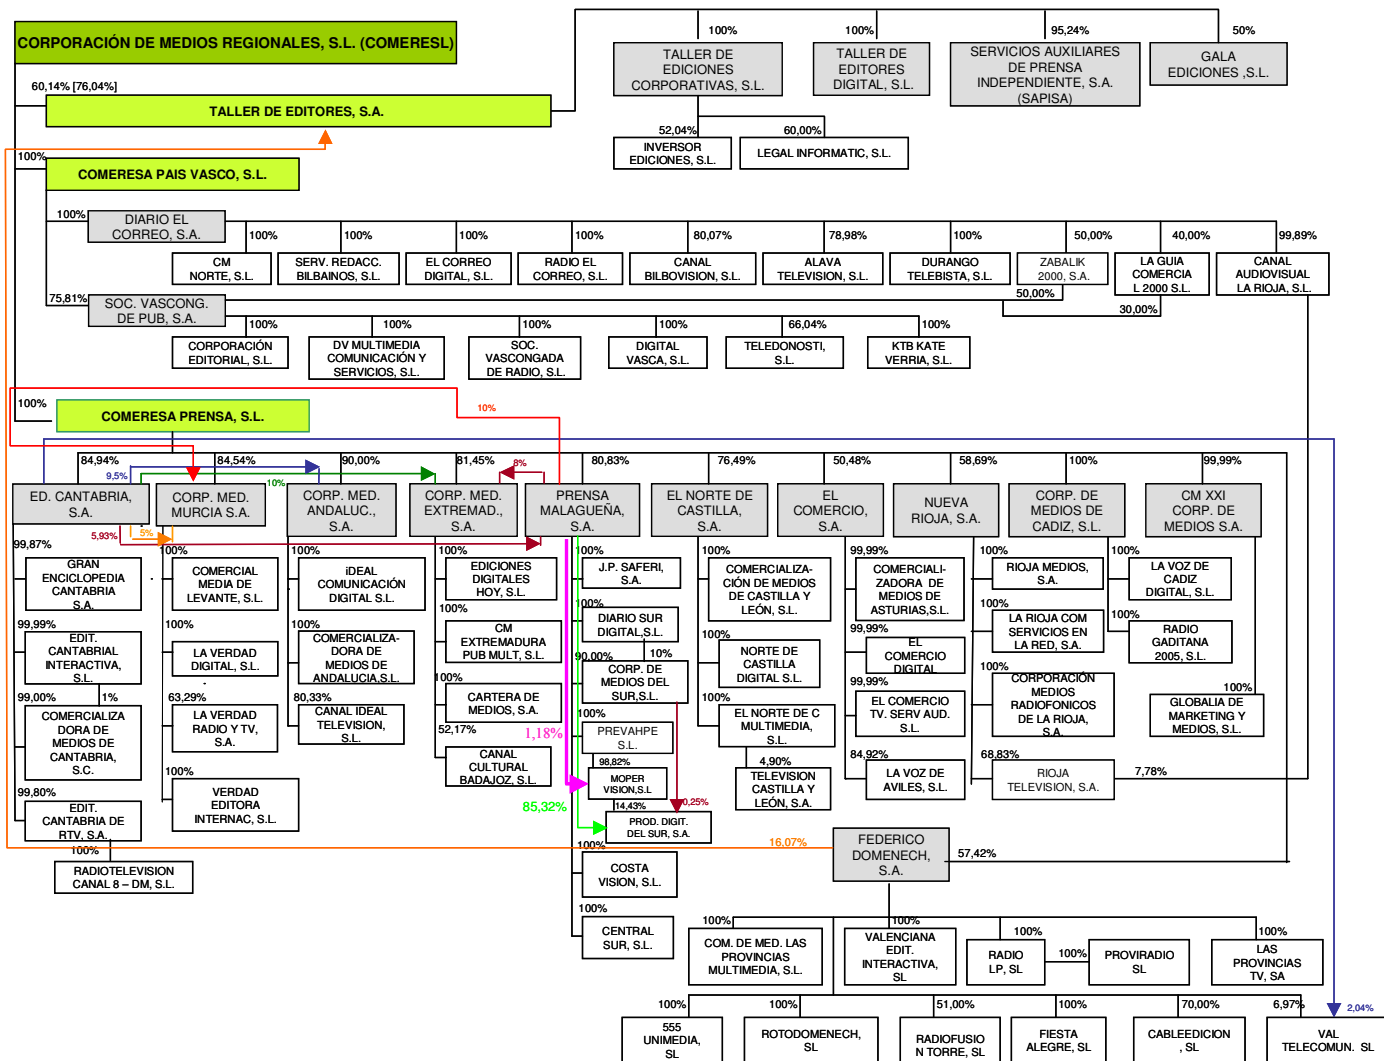 CORPORACIÓN DE MEDIOS REGIONALES, S.L. (COMERESL)
100%
TALLER DE
EDICIONES
CORPORATIVAS, S.L.
100%
TALLER DE
EDITORES
DIGITAL, S.L.
95,24%
SERVICIOS AUXILIARES
DE PRENSA
INDEPENDIENTE, S.A.
(SAPISA)
50%
GALA
EDICIONES ,S.L.
60,14% [76,04%]
TALLER DE EDITORES, S.A.
52,04%
INVERSOR
EDICIONES, S.L.
60,00%
LEGAL INFORMATIC, S.L.
100%
COMERESA PAIS VASCO, S.L.
100%
DIARIO EL
CORREO, S.A.
100%
CM
NORTE, S.L.
100%
SERV. REDACC.
BILBAINOS, S.L.
100%
EL CORREO
DIGITAL, S.L.
100%
RADIO EL
CORREO, S.L.
80,07%
CANAL
BILBOVISION, S.L.
78,98%
ALAVA
TELEVISION, S.L.
100%
DURANGO
TELEBISTA, S.L.
50,00%
ZABALIK
2000, S.A.
40,00%
LA GUIA
COMERCIA
L 2000 S.L.
99,89%
CANAL
AUDIOVISUAL
LA RIOJA, S.L.
50,00%
30,00%
75,81%
SOC. VASCONG.
DE PUB, S.A.
100%
CORPORACIÓN
EDITORIAL, S.L.
100%
DV MULTIMEDIA
COMUNICACIÓN Y
SERVICIOS, S.L.
100%
SOC.
VASCONGADA
DE RADIO, S.L.
100%
DIGITAL
VASCA, S.L.
66,04%
TELEDONOSTI,
S.L.
100%
KTB KATE
VERRIA, S.L.
100%
COMERESA PRENSA, S.L.
10%
84,94%
9,5%
84,54%
10%
90,00%
81,45%
8%
80,83%
76,49%
50,48%
58,69%
100%
99,99%
ED. CANTABRIA,
S.A.
CORP. MED.
MURCIA S.A.
CORP. MED.
ANDALUC.,
S.A.
CORP. MED.
EXTREMAD.,
S.A.
PRENSA
MALAGUEÑA,
S.A.
EL NORTE DE
CASTILLA,
S.A.
EL
COMERCIO,
S.A.
NUEVA
RIOJA, S.A.
CORP. DE
MEDIOS DE
CADIZ, S.L.
CM XXI
CORP. DE
MEDIOS S.A.
5,93%
5%
99,87%
GRAN
ENCICLOPEDIA
CANTABRIA
S.A.
99,99%
EDIT.
CANTABRIAL
INTERACTIVA,
S.L.
99,00%
1%
COMERCIALIZA
DORA DE
MEDIOS DE
CANTABRIA,
S.C.
99,80%
EDIT.
CANTABRIA DE
RTV, S.A.
100%
RADIOTELEVISION
CANAL 8 – DM, S.L.
100%
COMERCIAL
MEDIA DE
LEVANTE, S.L.
100%
LA VERDAD
DIGITAL, S.L.
63,29%
LA VERDAD
RADIO Y TV,
S.A.
100%
VERDAD
EDITORA
INTERNAC, S.L.
100%
iDEAL
COMUNICACIÓN
DIGITAL S.L.
100%
COMERCIALIZA-
DORA DE
MEDIOS DE
ANDALUCIA,S.L.
80,33%
CANAL IDEAL
TELEVISION,
S.L.
100%
EDICIONES
DIGITALES
HOY, S.L.
100%
CM
EXTREMADURA
PUB MULT, S.L.
100%
CARTERA DE
MEDIOS, S.A.
52,17%
CANAL
CULTURAL
BADAJOZ, S.L.
100%
J.P. SAFERI,
S.A.
100%
DIARIO SUR
DIGITAL,S.L.
90,00%
10%
CORP. DE
MEDIOS DEL
SUR,S.L.
100%
1,18%
PREVAHPE
S.L.
98,82%
MOPER
VISION,S.L
85,32%
14,43%
0,25%
PROD. DIGIT.
DEL SUR, S.A.
100%
COSTA
VISION, S.L.
100%
CENTRAL
SUR, S.L.
100%
COMERCIALIZA-
CIÓN DE MEDIOS
DE CASTILLA Y
LEÓN, S.L.
100%
NORTE DE
CASTILLA
DIGITAL S.L.
100%
EL NORTE DE C
MULTIMEDIA,
S.L.
4,90%
TELEVISION
CASTILLA Y
LEÓN, S.A.
99,99%
COMERCIALI-
ZADORA DE
MEDIOS DE
ASTURIAS,S.L.
99,99%
EL
COMERCIO
DIGITAL
99,99%
EL COMERCIO
TV. SERV AUD.
S.L.
84,92%
LA VOZ DE
AVILES, S.L.
100%
RIOJA MEDIOS,
S.A.
100%
LA RIOJA COM
SERVICIOS EN
LA RED, S.A.
100%
CORPORACIÓN
MEDIOS
RADIOFONICOS
DE LA RIOJA,
S.A.
68,83%
RIOJA
TELEVISION, S.A.
7,78%
100%
LA VOZ DE
CADIZ
DIGITAL, S.L.
100%
RADIO
GADITANA
2005, S.L.
100%
GLOBALIA DE
MARKETING Y
MEDIOS, S.L.
16,07%
FEDERICO
DOMENECH,
S.A.
57,42%
100%
COM. DE MED. LAS
PROVINCIAS
MULTIMEDIA, S.L.
100%
VALENCIANA
EDIT.
INTERACTIVA,
SL
100%
RADIO
LP, SL
100%
PROVIRADIO
SL
100%
LAS
PROVINCIAS
TV, SA
100%
555
UNIMEDIA,
SL
100%
ROTODOMENECH,
SL
51,00%
RADIOFUSIO
N TORRE, SL
100%
FIESTA
ALEGRE, SL
70,00%
CABLEEDICION
, SL
6,97%
2,04%
VAL
TELECOMUN. SL